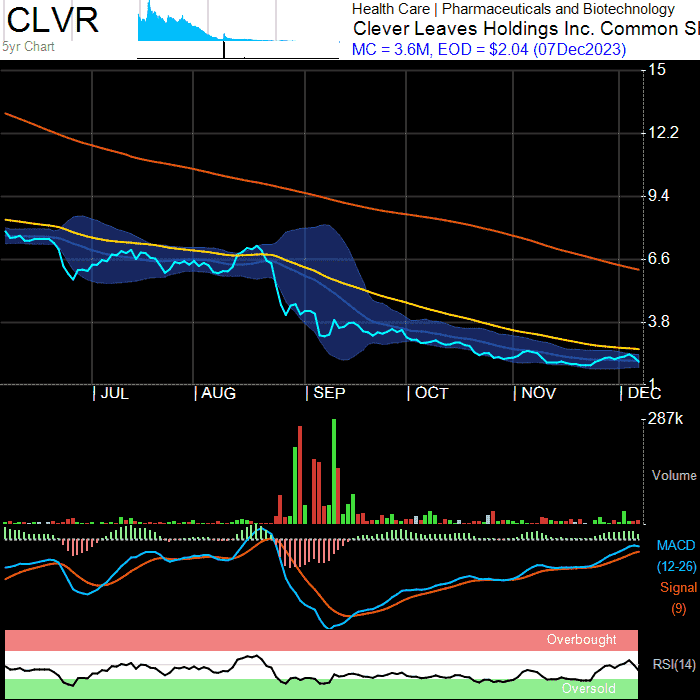 CLVR
5yr Chart
Health Care | Pharmaceuticals and Biotechnology
Clever Leaves Holdings Inc. Common S
MC = 3.6M, EOD = $2.04 (07Dec2023)
15
12.2
9.4
6.6
3.8
1
| JUL | AUG | SEP | OCT | NOV | DEC
287k
Volume
MACD
(12-26)
Signal
(9)
Overbought
RSI(14)
Oversold